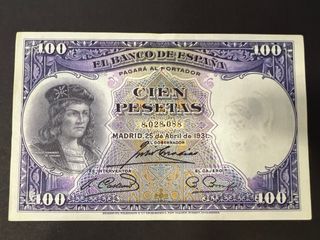 100 100
EL BANCO DE ESPAÑA
PAGARÁ AL PORTADOR
CIEN
PESETAS
8,028,088
MADRID, 25 de Abril de 1931.
EL GOBERNADOR
EL INTERVENTOR EL CAJERO
100 100